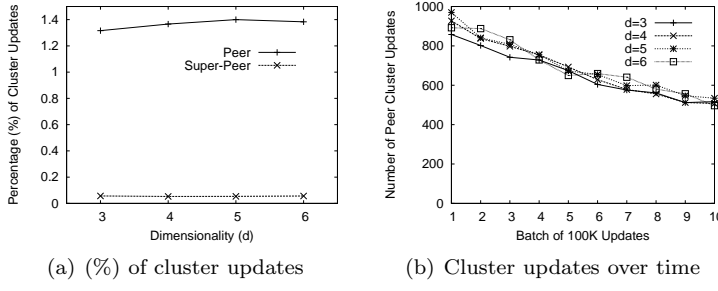 Percentage (%) of Cluster Updates
1.4
1.2
1
0.8
0.6
0.4
0.2
0
Peer
Super-Peer
3 4 5 6
Dimensionality (d)
(a) (%) of cluster updates
Number of Peer Cluster Updates
1000
800
600
400
200
0
d=3
d=4
d=5
d=6
1 2 3 4 5 6 7 8 9 10
Batch of 100K Updates
(b) Cluster updates over time